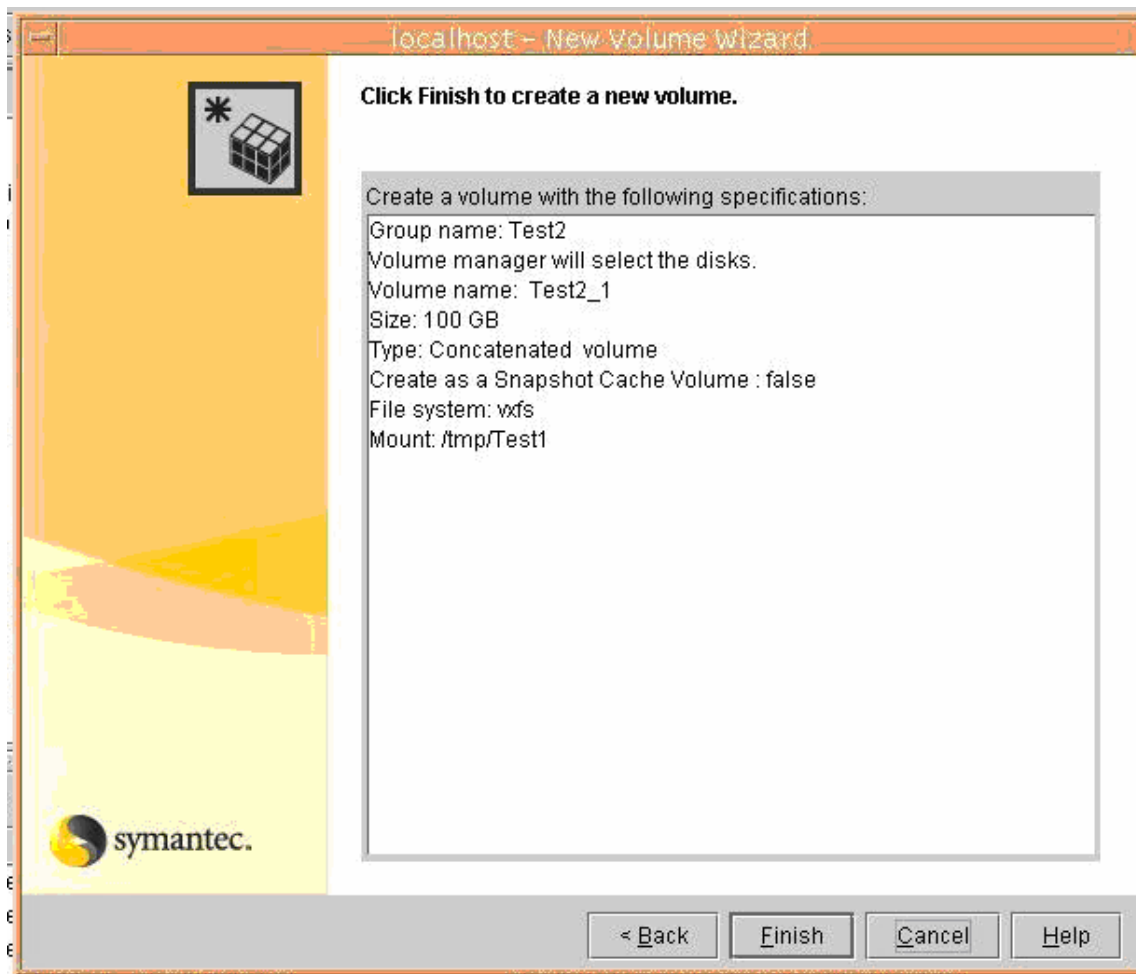 localhost - New Volume Wizard
Click Finish to create a new volume.
Create a volume with the following specifications:
Group name: Test2
Volume manager will select the disks.
Volume name:  Test2_1
Size: 100 GB
Type: Concatenated  volume
Create as a Snapshot Cache Volume : false
File system: vxfs
Mount: /tmp/Test1
symantec.
< Back
Finish
Cancel
Help